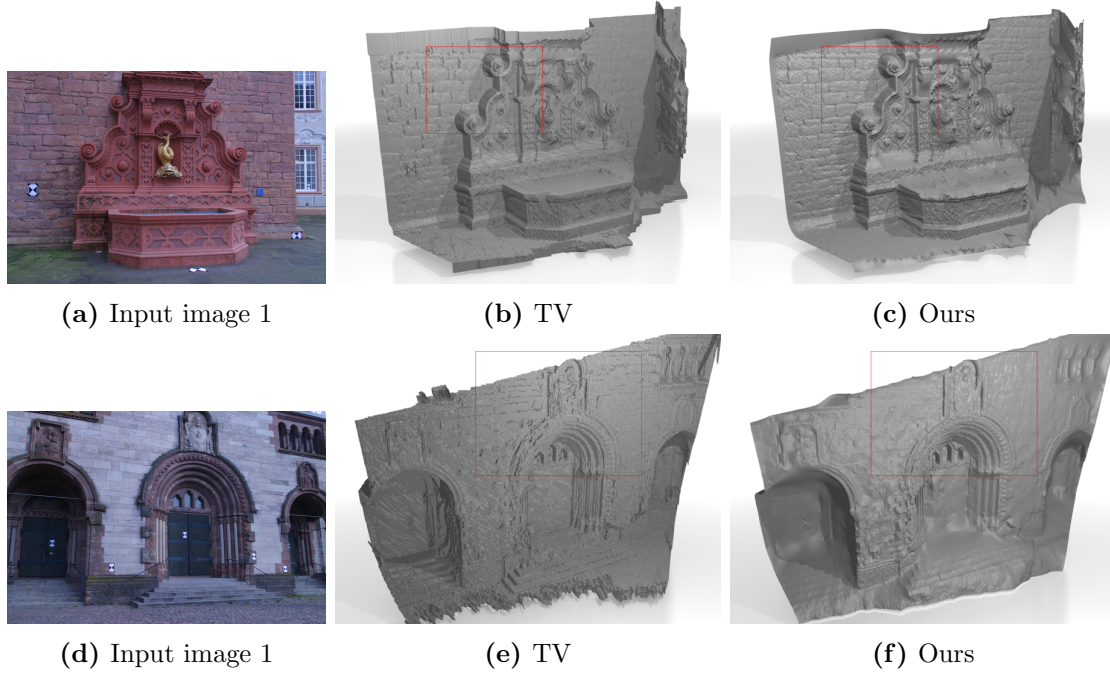 (a) Input image 1
(b) TV
(c) Ours
(d) Input image 1
(e) TV
(f) Ours